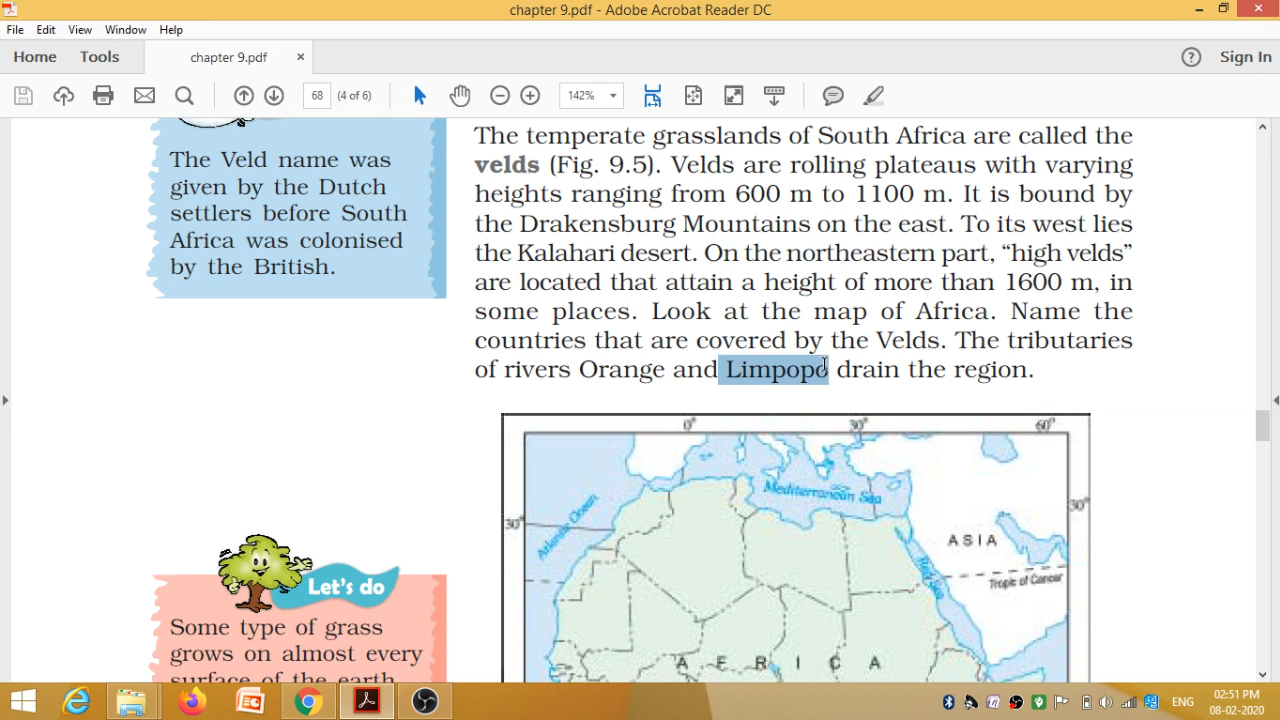 chapter 9.pdf - Adobe Acrobat Reader DC
File Edit View Window Help
Home Tools chapter 9.pdf × ? Sign In
68 (4 of 6) 142%
The Veld name was
given by the Dutch
settlers before South
Africa was colonised
by the British.
The temperate grasslands of South Africa are called the
velds (Fig. 9.5). Velds are rolling plateaus with varying
heights ranging from 600 m to 1100 m. It is bound by
the Drakensburg Mountains on the east. To its west lies
the Kalahari desert. On the northeastern part, “high velds”
are located that attain a height of more than 1600 m, in
some places. Look at the map of Africa. Name the
countries that are covered by the Velds. The tributaries
of rivers Orange and Limpopo drain the region.
0° 30° 60°
Mediterranean Sea
30° 30°
Atlantic Ocean
ASIA
Red Sea
Tropic of Cancer
AFRICA
Let’s do
Some type of grass
grows on almost every
surface of the earth
ENG
02:51 PM
08-02-2020